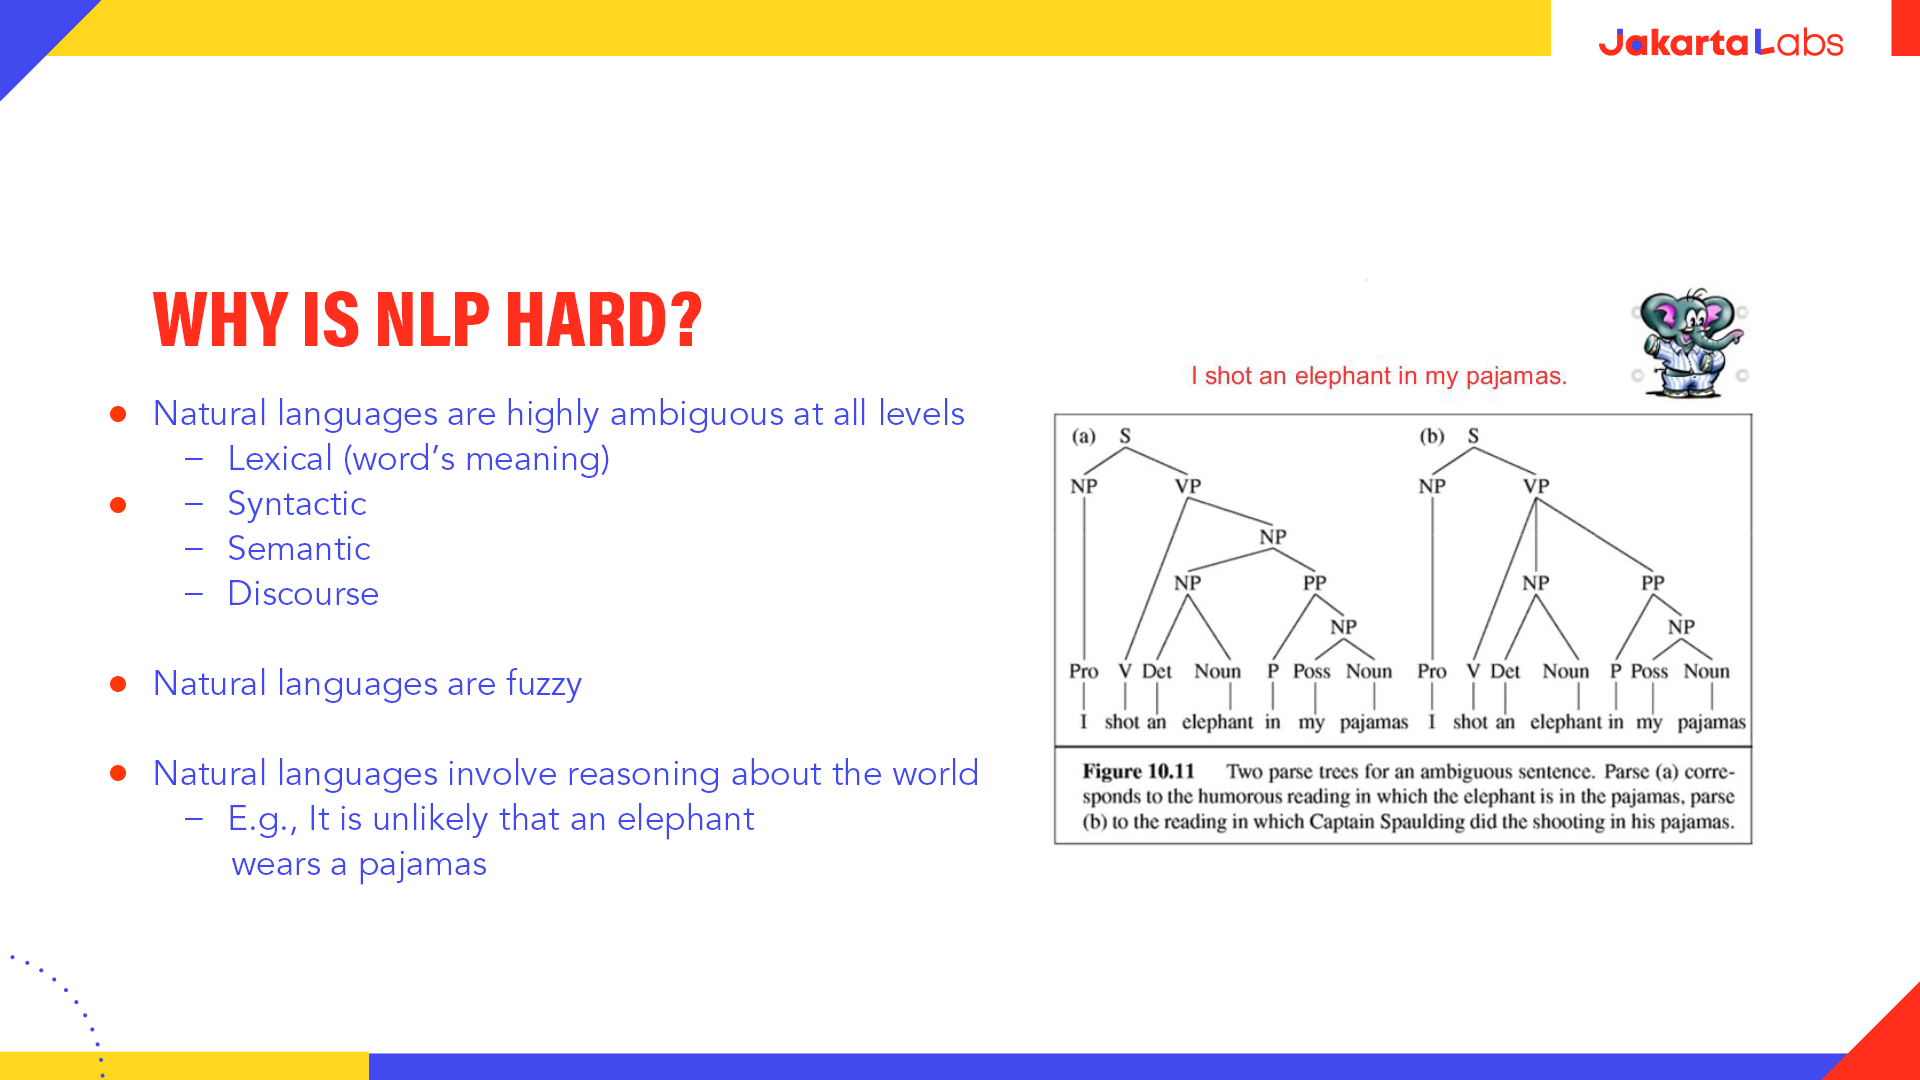 JakartaLabs
WHY IS NLP HARD?
● Natural languages are highly ambiguous at all levels
– Lexical (word’s meaning)
● – Syntactic
– Semantic
– Discourse
● Natural languages are fuzzy
● Natural languages involve reasoning about the world
– E.g., It is unlikely that an elephant
wears a pajamas
I shot an elephant in my pajamas.
(a) S
NP VP
NP
NP PP
NP
Pro V Det Noun P Poss Noun
I shot an elephant in my pajamas
(b) S
NP VP
NP PP
NP
Pro V Det Noun P Poss Noun
I shot an elephant in my pajamas
Figure 10.11 Two parse trees for an ambiguous sentence. Parse (a) corre-
sponds to the humorous reading in which the elephant is in the pajamas, parse
(b) to the reading in which Captain Spaulding did the shooting in his pajamas.